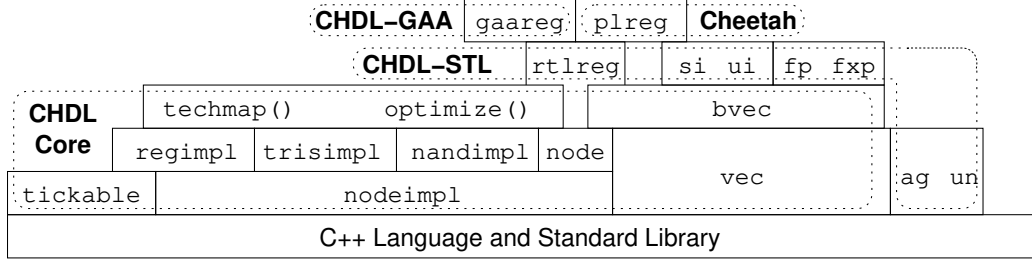 CHDL–GAA gaareg plreg Cheetah
CHDL–STL rtlreg si ui fp fxp
CHDL techmap() optimize() bvec
Core regimpl trisimpl nandimpl node
tickable nodeimpl vec ag un
C++ Language and Standard Library